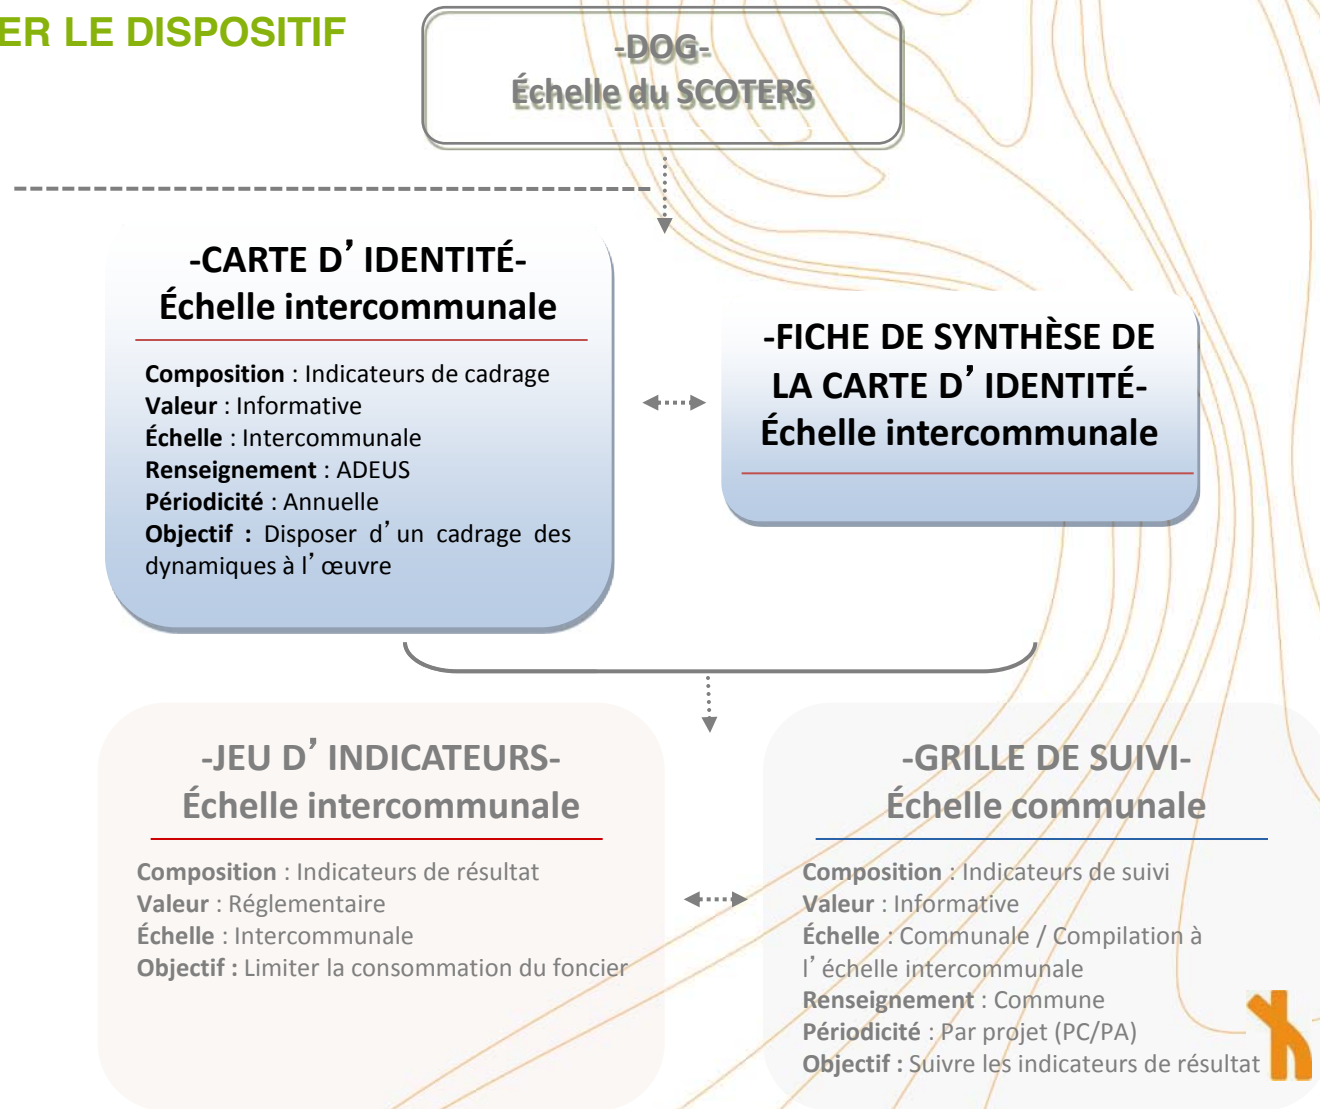 ER LE DISPOSITIF
-DOG-
Échelle du SCOTERS
-CARTE D’ IDENTITÉ-
Échelle intercommunale
Composition : Indicateurs de cadrage
Valeur : Informative
Échelle : Intercommunale
Renseignement : ADEUS
Périodicité : Annuelle
Objectif : Disposer d’ un cadrage des
dynamiques à l’ œuvre
-FICHE DE SYNTHÈSE DE
LA CARTE D’ IDENTITÉ-
Échelle intercommunale
-JEU D’ INDICATEURS-
Échelle intercommunale
Composition : Indicateurs de résultat
Valeur : Réglementaire
Échelle : Intercommunale
Objectif : Limiter la consommation du foncier
-GRILLE DE SUIVI-
Échelle communale
Composition : Indicateurs de suivi
Valeur : Informative
Échelle : Communale / Compilation à
l’ échelle intercommunale
Renseignement : Commune
Périodicité : Par projet (PC/PA)
Objectif : Suivre les indicateurs de résultat